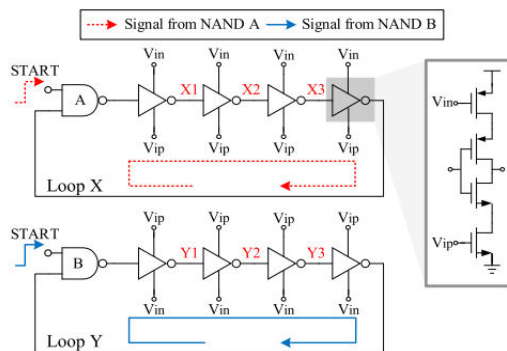 Signal from NAND A Signal from NAND B
START Vin Vin Vin Vin
A X1 X2 X3
Vip Vip Vip Vip
Loop X
START Vip Vip Vip Vip
B Y1 Y2 Y3
Vin Vin Vin Vin
Loop Y
Vin
Vip